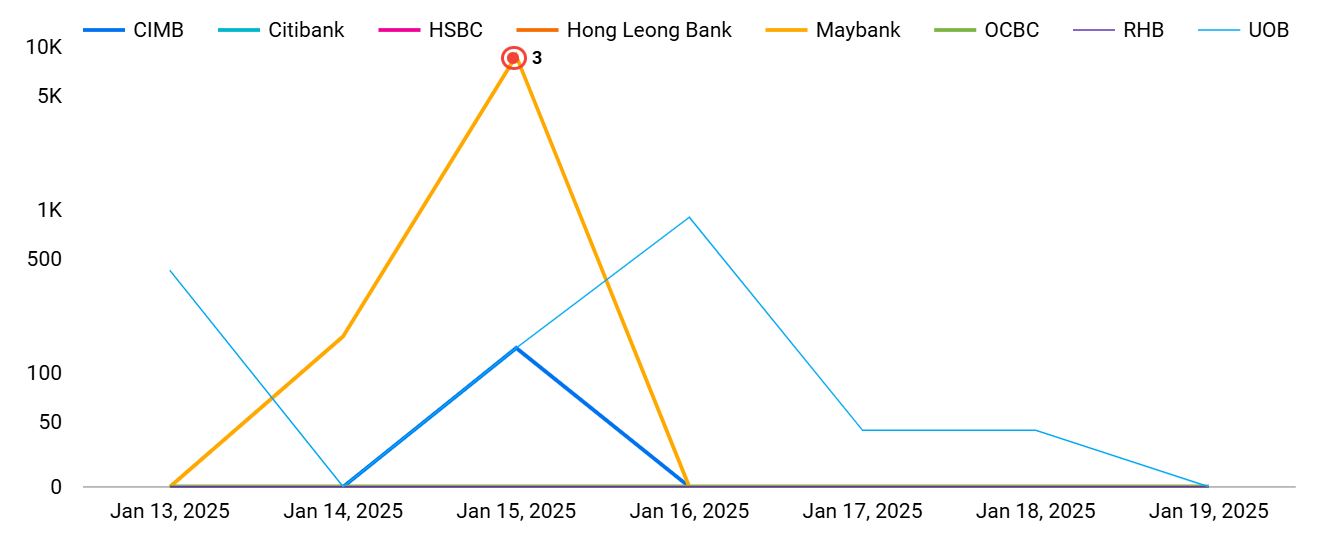 CIMB Citibank HSBC Hong Leong Bank Maybank OCBC RHB UOB
10K
3
5K
1K
500
100
50
0
Jan 13, 2025 Jan 14, 2025 Jan 15, 2025 Jan 16, 2025 Jan 17, 2025 Jan 18, 2025 Jan 19, 2025